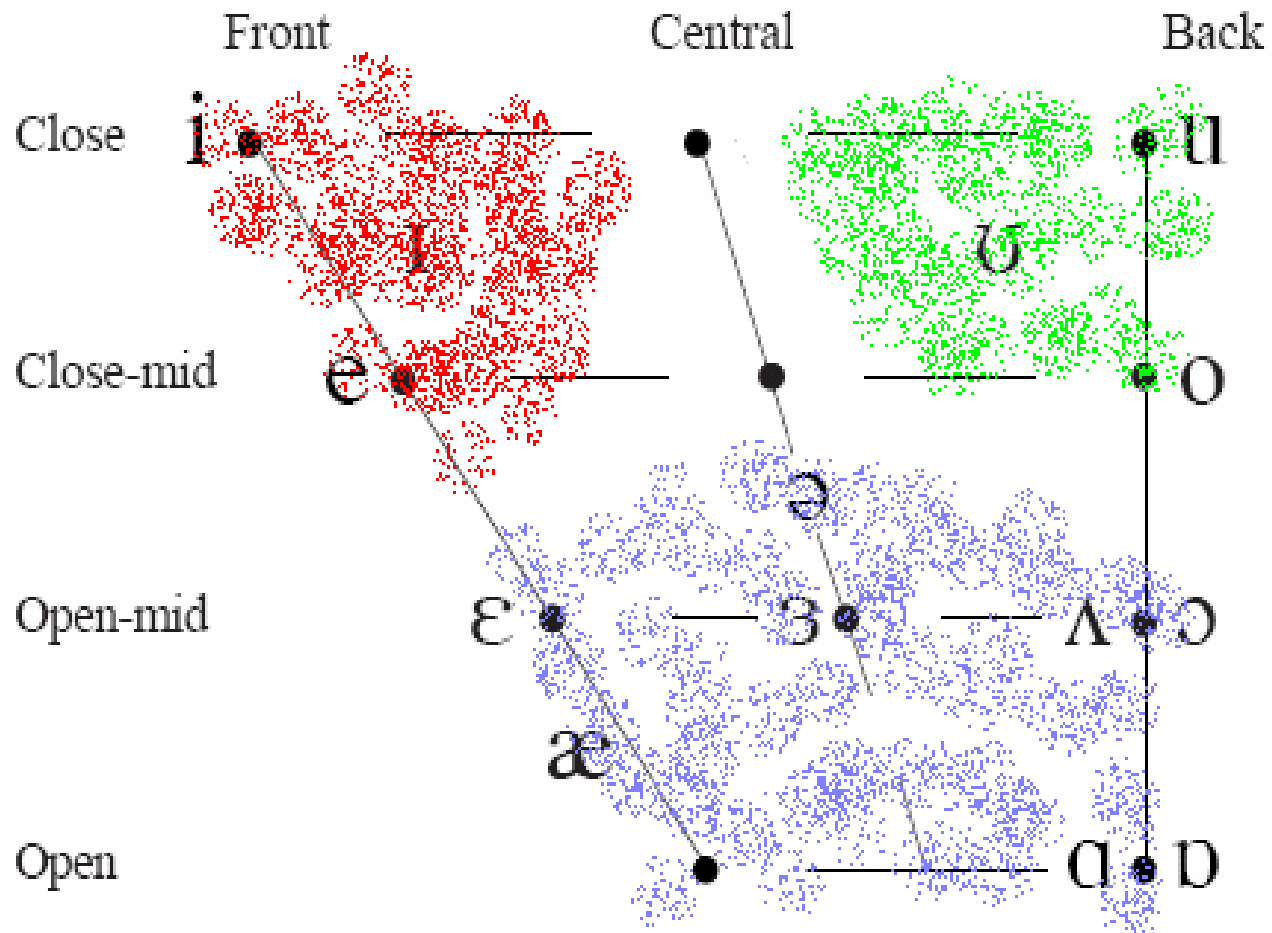 Front Central Back
Close i u
ɪ ʊ
Close-mid e o
ə
Open-mid ɛ ɜ ʌ ɔ
æ
Open ɑ ɒ